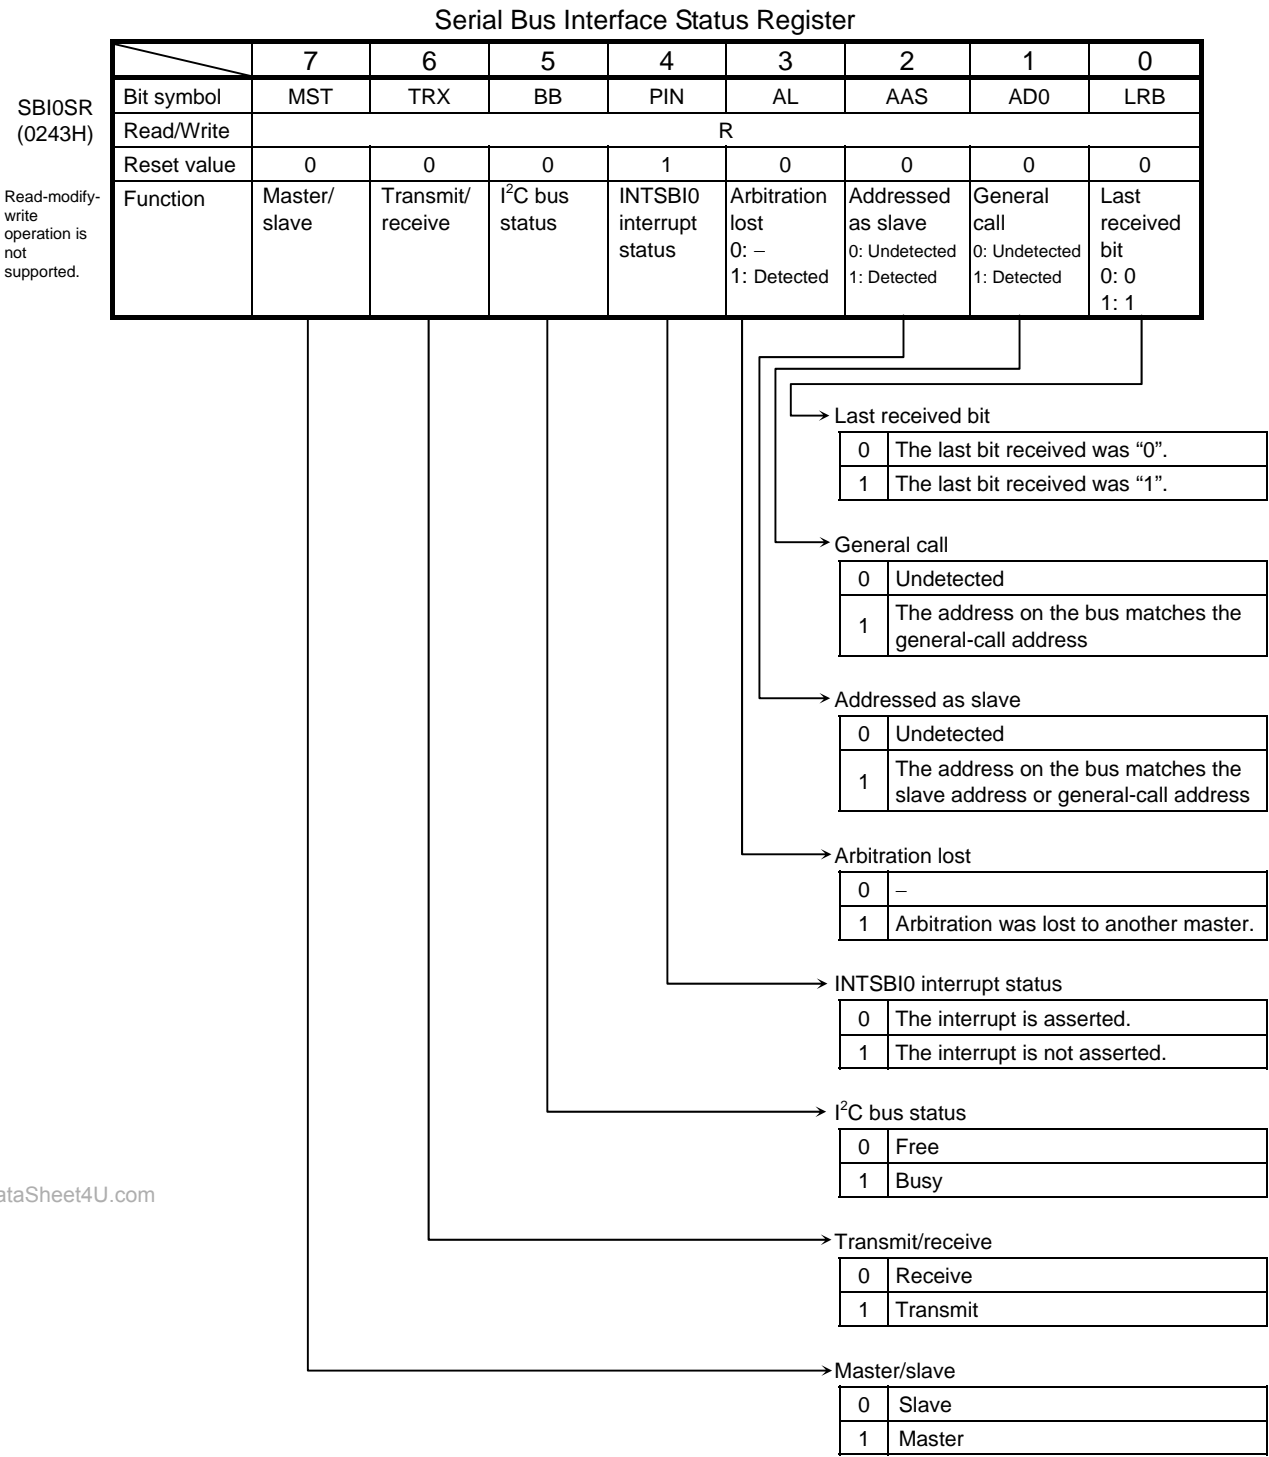 Serial Bus Interface Status Register
7 6 5 4 3 2 1 0
SBI0SR
(0243H)
Bit symbol MST TRX BB PIN AL AAS AD0 LRB
Read/Write R
Reset value 0 0 0 1 0 0 0 0
Read-modify-
write
operation is
not
supported.
Function
Master/
slave
Transmit/
receive
I²C bus
status
INTSBI0
interrupt
status
Arbitration
lost
0: –
1: Detected
Addressed
as slave
0: Undetected
1: Detected
General
call
0: Undetected
1: Detected
Last
received
bit
0: 0
1: 1
Last received bit
0 The last bit received was “0”.
1 The last bit received was “1”.
General call
0 Undetected
1 The address on the bus matches the
general-call address
Addressed as slave
0 Undetected
1 The address on the bus matches the
slave address or general-call address
Arbitration lost
0 –
1 Arbitration was lost to another master.
INTSBI0 interrupt status
0 The interrupt is asserted.
1 The interrupt is not asserted.
I²C bus status
0 Free
1 Busy
ataSheet4U.com
Transmit/receive
0 Receive
1 Transmit
Master/slave
0 Slave
1 Master